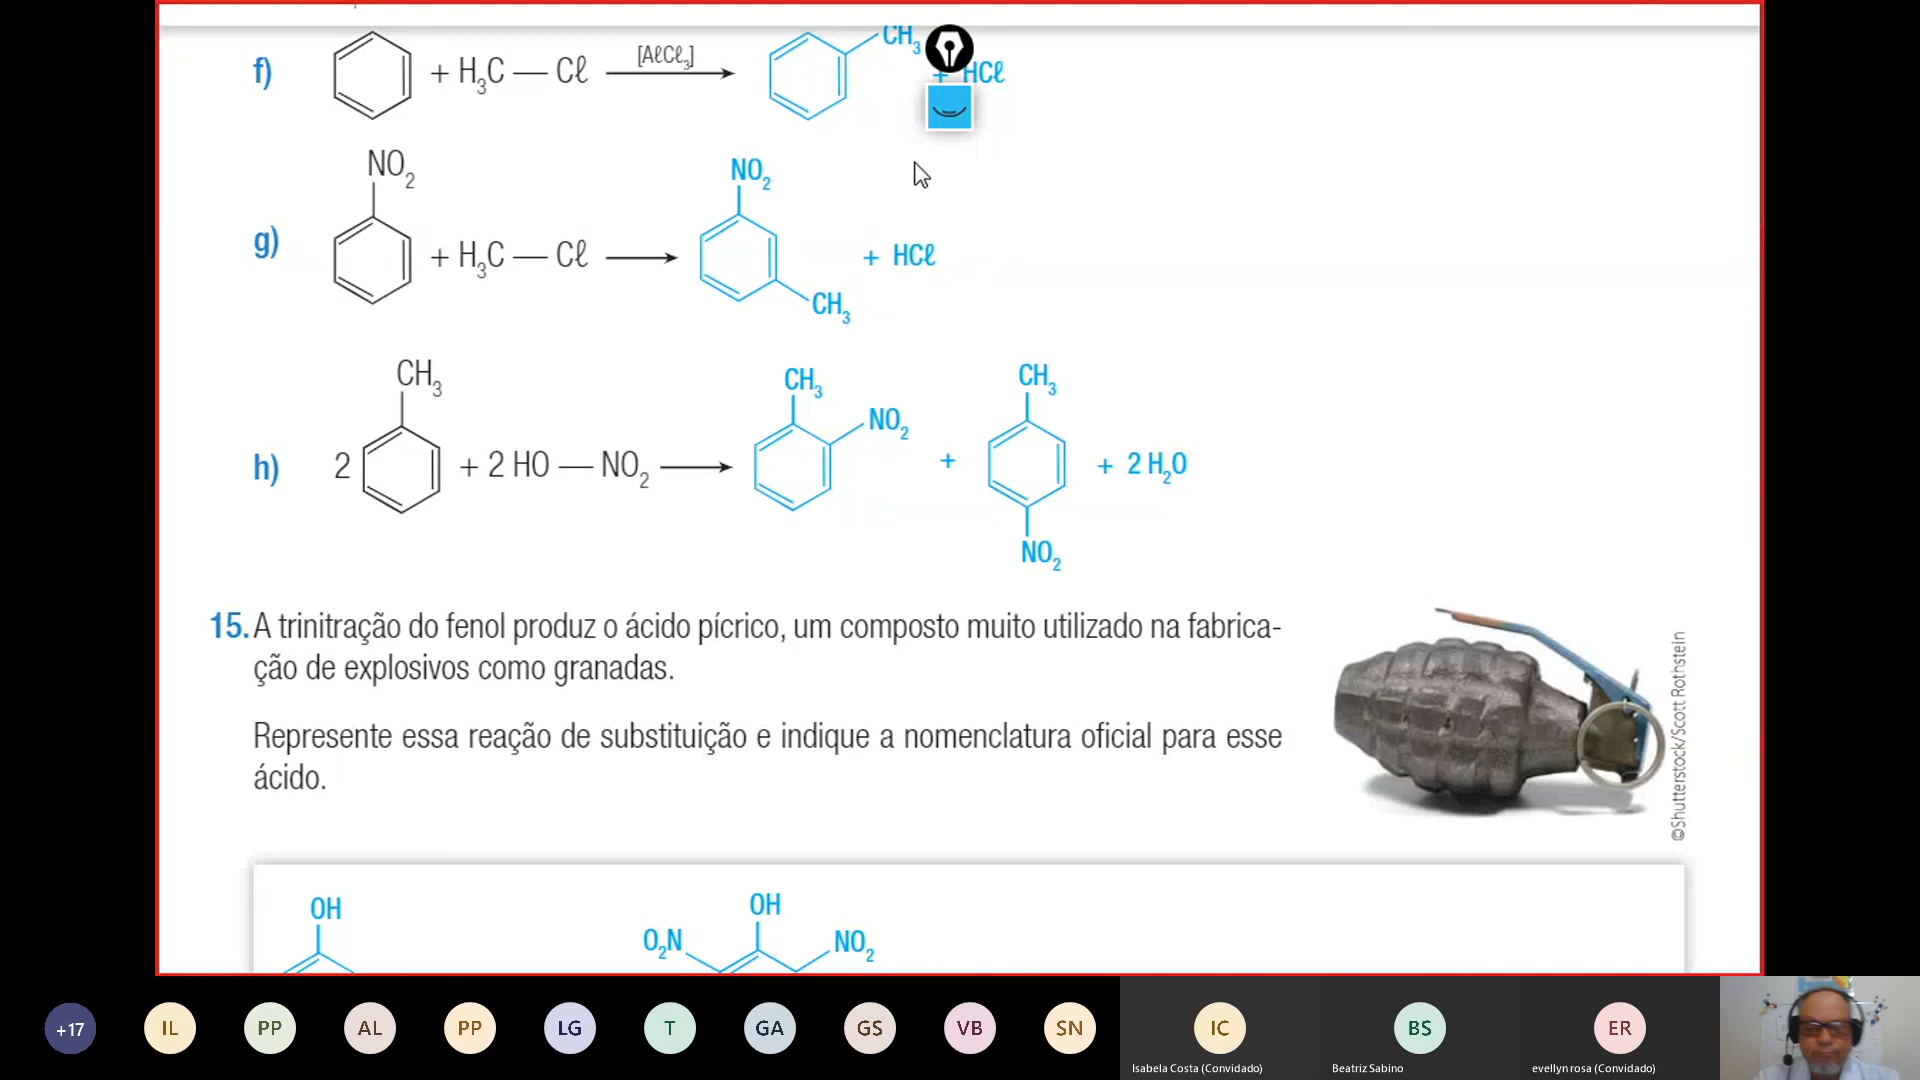 f) + H₃C — Cℓ [AℓCℓ₃] CH₃ + HCℓ
NO₂ NO₂
g) + H₃C — Cℓ + HCℓ
CH₃
CH₃ CH₃ CH₃
NO₂
h) 2 + 2 HO — NO₂ + + 2 H₂O
NO₂
15. A trinitração do fenol produz o ácido pícrico, um composto muito utilizado na fabrica-
ção de explosivos como granadas.
Represente essa reação de substituição e indique a nomenclatura oficial para esse
ácido.
©Shutterstock/Scott Rothstein
OH OH
O₂N NO₂
+17 IL PP AL PP LG T GA GS VB SN IC BS ER
Isabela Costa (Convidado) Beatriz Sabino evellyn rosa (Convidado)